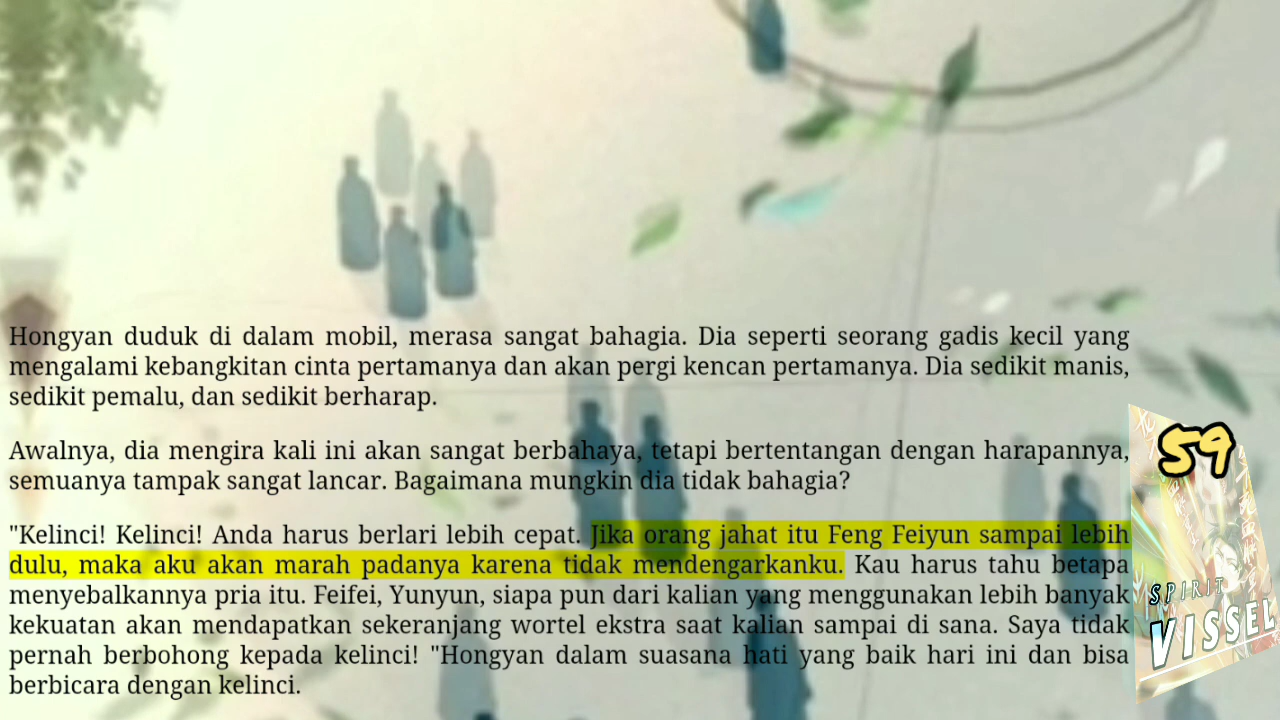 Hongyan duduk di dalam mobil, merasa sangat bahagia. Dia seperti seorang gadis kecil yang
mengalami kebangkitan cinta pertamanya dan akan pergi kencan pertamanya. Dia sedikit manis,
sedikit pemalu, dan sedikit berharap.
Awalnya, dia mengira kali ini akan sangat berbahaya, tetapi bertentangan dengan harapannya,
semuanya tampak sangat lancar. Bagaimana mungkin dia tidak bahagia?
"Kelinci! Kelinci! Anda harus berlari lebih cepat. Jika orang jahat itu Feng Feiyun sampai lebih
dulu, maka aku akan marah padanya karena tidak mendengarkanku. Kau harus tahu betapa
menyebalkannya pria itu. Feifei, Yunyun, siapa pun dari kalian yang menggunakan lebih banyak
kekuatan akan mendapatkan sekeranjang wortel ekstra saat kalian sampai di sana. Saya tidak
pernah berbohong kepada kelinci! "Hongyan dalam suasana hati yang baik hari ini dan bisa
berbicara dengan kelinci.
59
SPIRIT
VISSEL